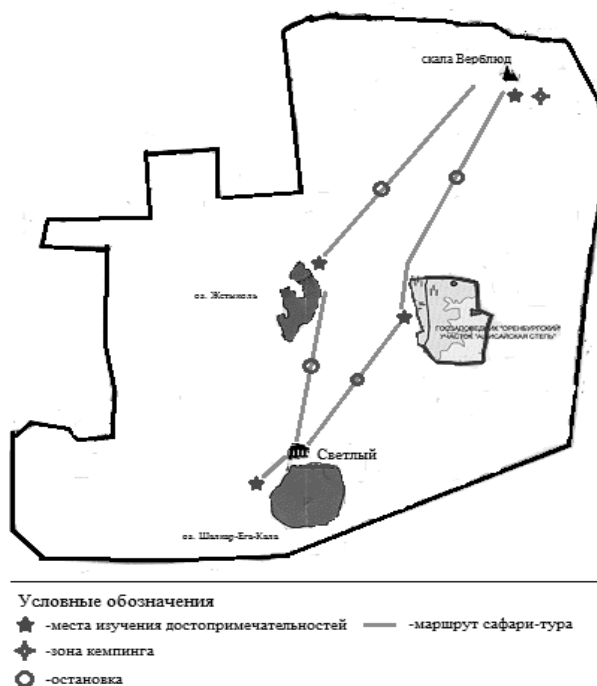 скала Верблюд
оз. Жетыколь
ГОСЗАПОВЕДНИК "ОРЕНБУРГСКИЙ
УЧАСТОК "АЩИСАЙСКАЯ СТЕПЬ"
Светлый
оз. Шалкар-Ега-Кара
Условные обозначения
-места изучения достопримечательностей
-маршрут сафари-тура
-зона кемпинга
-остановка